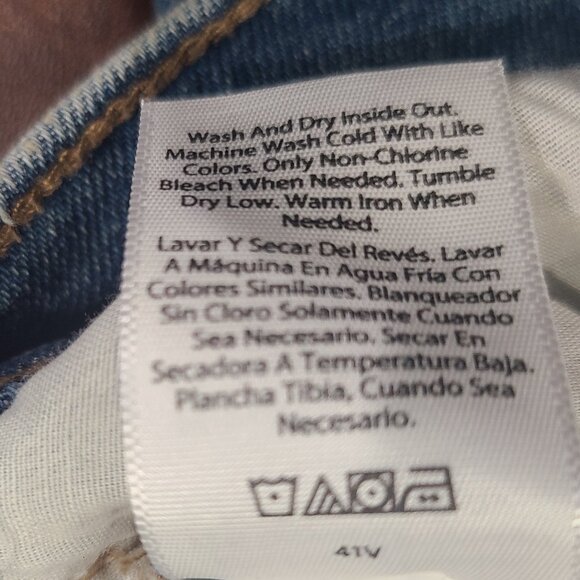 Wash And Dry Inside Out.
Machine Wash Cold With Like
Colors. Only Non-Chlorine
Bleach When Needed. Tumble
Dry Low. Warm Iron When
Needed.
Lavar Y Secar Del Revés. Lavar
A Máquina En Agua Fría Con
Colores Similares. Blanqueador
Sin Cloro Solamente Cuando
Sea Necesario. Secar En
Secadora A Temperatura Baja.
Plancha Tibia, Cuando Sea
Necesario.
41V